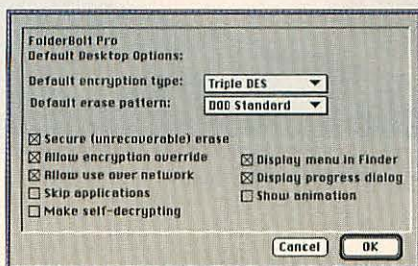 FolderBolt Pro
Default Desktop Options:
Default encryption type: Triple DES
Default erase pattern: DOD Standard
Secure (unrecoverable) erase
Allow encryption override
Display menu in Finder
Allow use over network
Display progress dialog
Skip applications
Show animation
Make self-decrypting
Cancel
OK